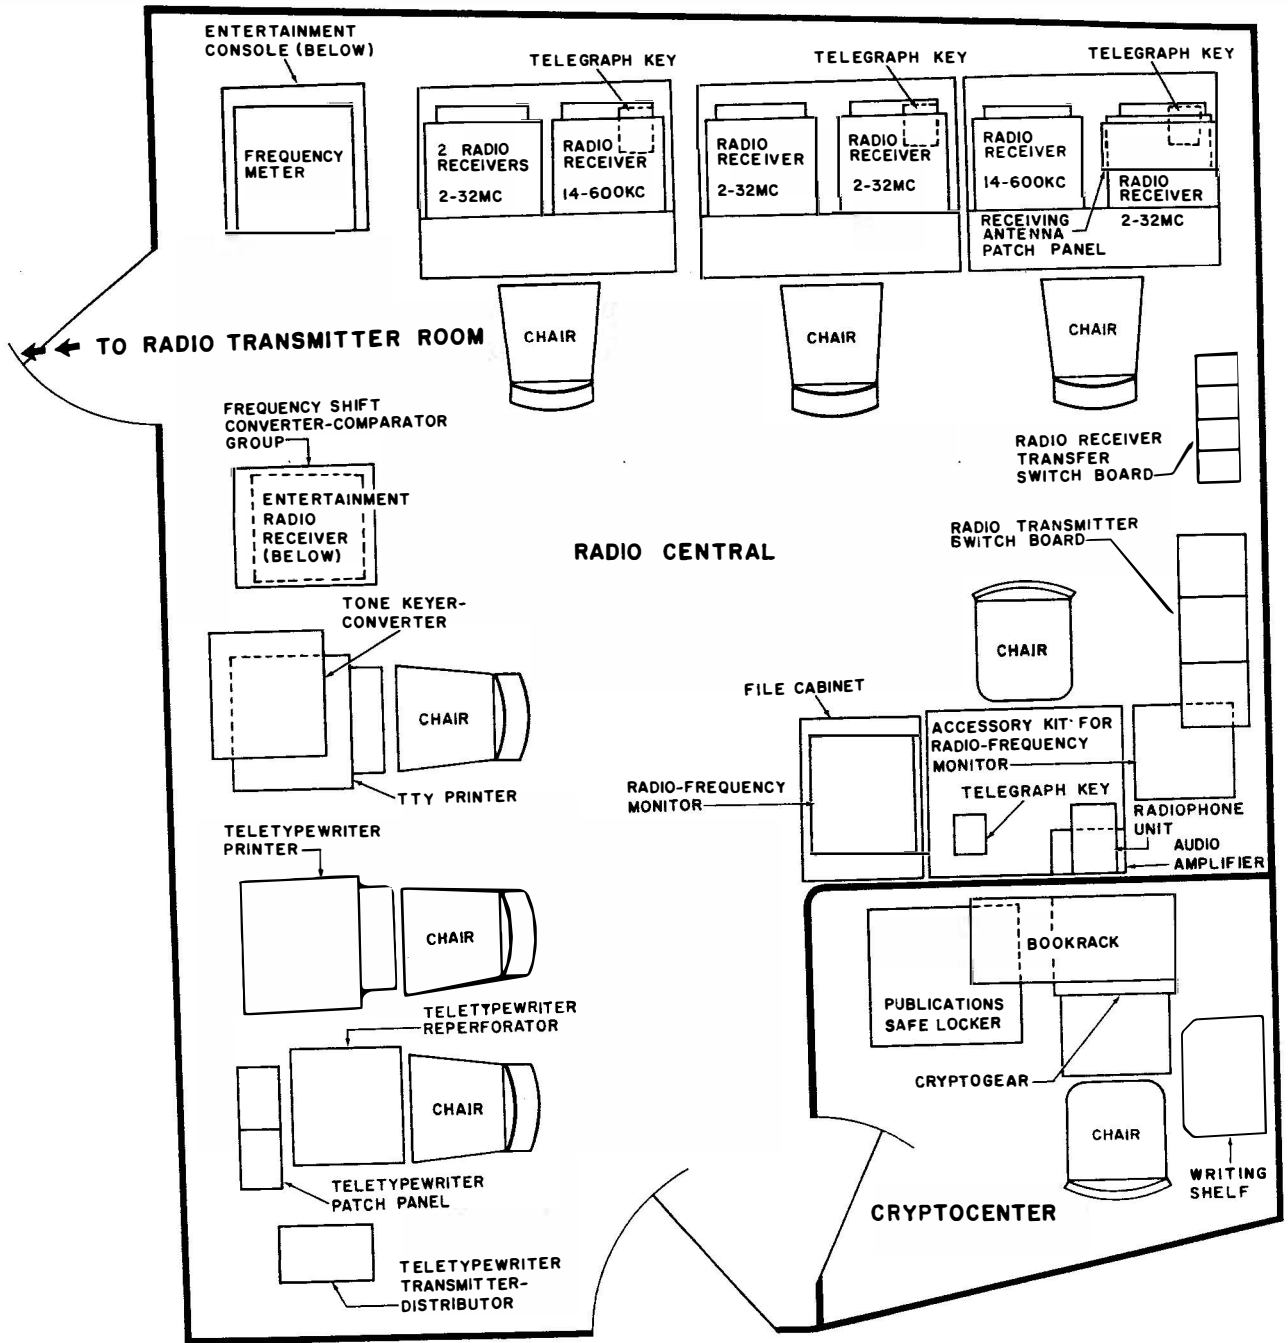 ENTERTAINMENT
CONSOLE (BELOW)
FREQUENCY
METER
TELEGRAPH KEY
2 RADIO
RECEIVERS
2-32MC
RADIO
RECEIVER
14-600KC
TELEGRAPH KEY
RADIO
RECEIVER
2-32MC
RADIO
RECEIVER
2-32MC
TELEGRAPH KEY
RADIO
RECEIVER
14-600KC
RADIO
RECEIVER
2-32MC
RECEIVING
ANTENNA
PATCH PANEL
CHAIR
CHAIR
CHAIR
TO RADIO TRANSMITTER ROOM
FREQUENCY SHIFT
CONVERTER-COMPARATOR
GROUP
ENTERTAINMENT
RADIO
RECEIVER
(BELOW)
RADIO RECEIVER
TRANSFER
SWITCH BOARD
RADIO CENTRAL
RADIO TRANSMITTER
SWITCH BOARD
TONE KEYER-
CONVERTER
CHAIR
CHAIR
TTY PRINTER
FILE CABINET
RADIO-FREQUENCY
MONITOR
ACCESSORY KIT FOR
RADIO-FREQUENCY
MONITOR
TELEGRAPH KEY
RADIOPHONE
UNIT
AUDIO
AMPLIFIER
TELETYPEWRITER
PRINTER
CHAIR
BOOKRACK
PUBLICATIONS
SAFE LOCKER
TELETYPEWRITER
REPERFORATOR
CHAIR
CRYPTOGEAR
CHAIR
WRITING
SHELF
TELETYPEWRITER
PATCH PANEL
CRYPTOCENTER
TELETYPEWRITER
TRANSMITTER-
DISTRIBUTOR